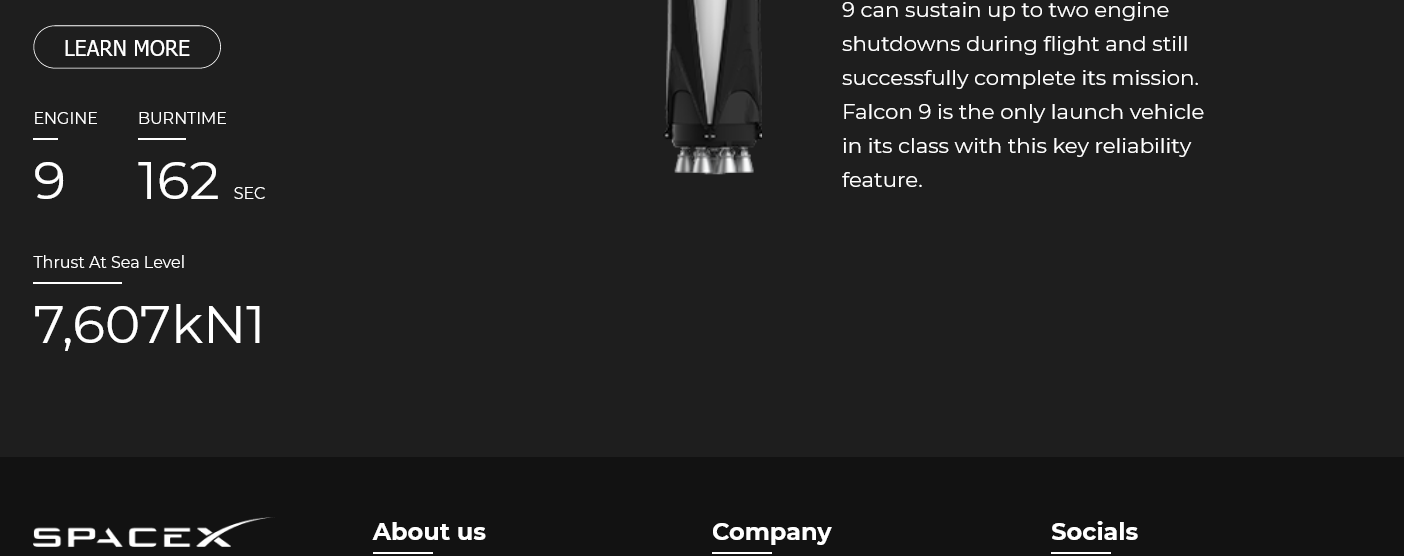 LEARN MORE
ENGINE BURNTIME
9 162 SEC
Thrust At Sea Level
7,607kN1
9 can sustain up to two engine
shutdowns during flight and still
successfully complete its mission.
Falcon 9 is the only launch vehicle
in its class with this key reliability
feature.
SPACEX About us Company Socials